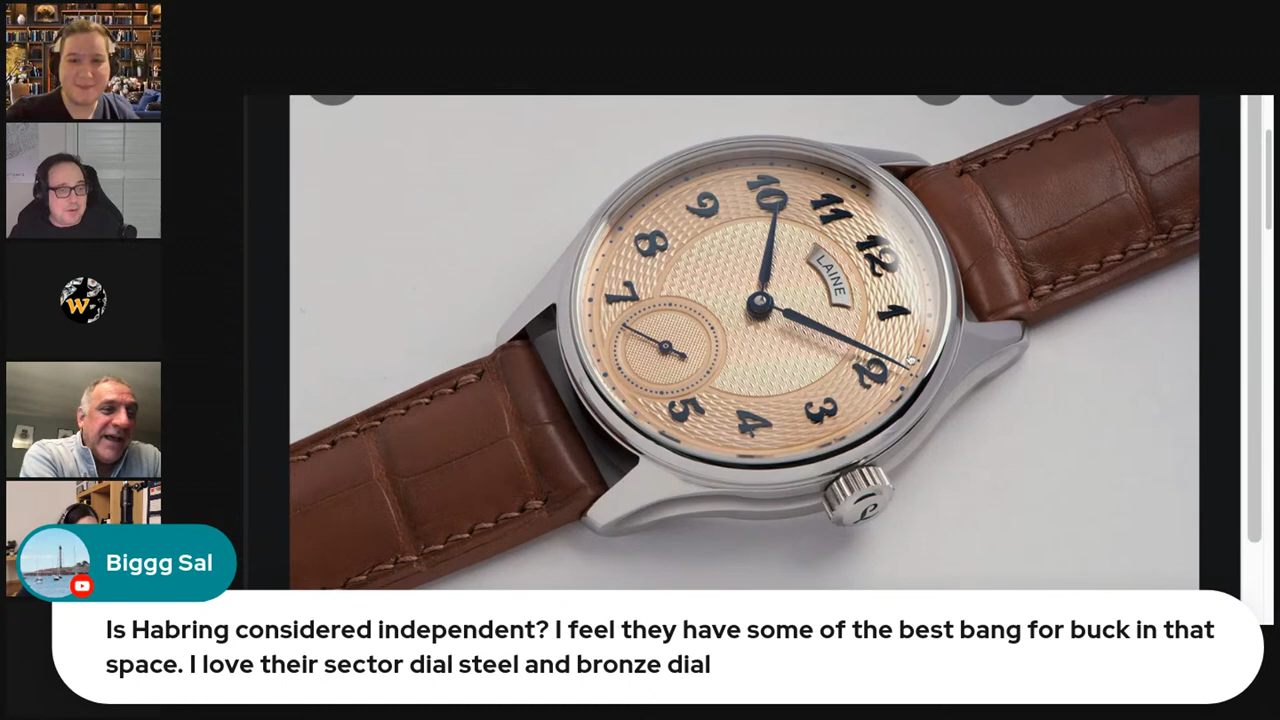 10
11
9
12
8
LAINE
7
1
2
5
4
3
L
W
Biggg Sal
Is Habring considered independent? I feel they have some of the best bang for buck in that
space. I love their sector dial steel and bronze dial